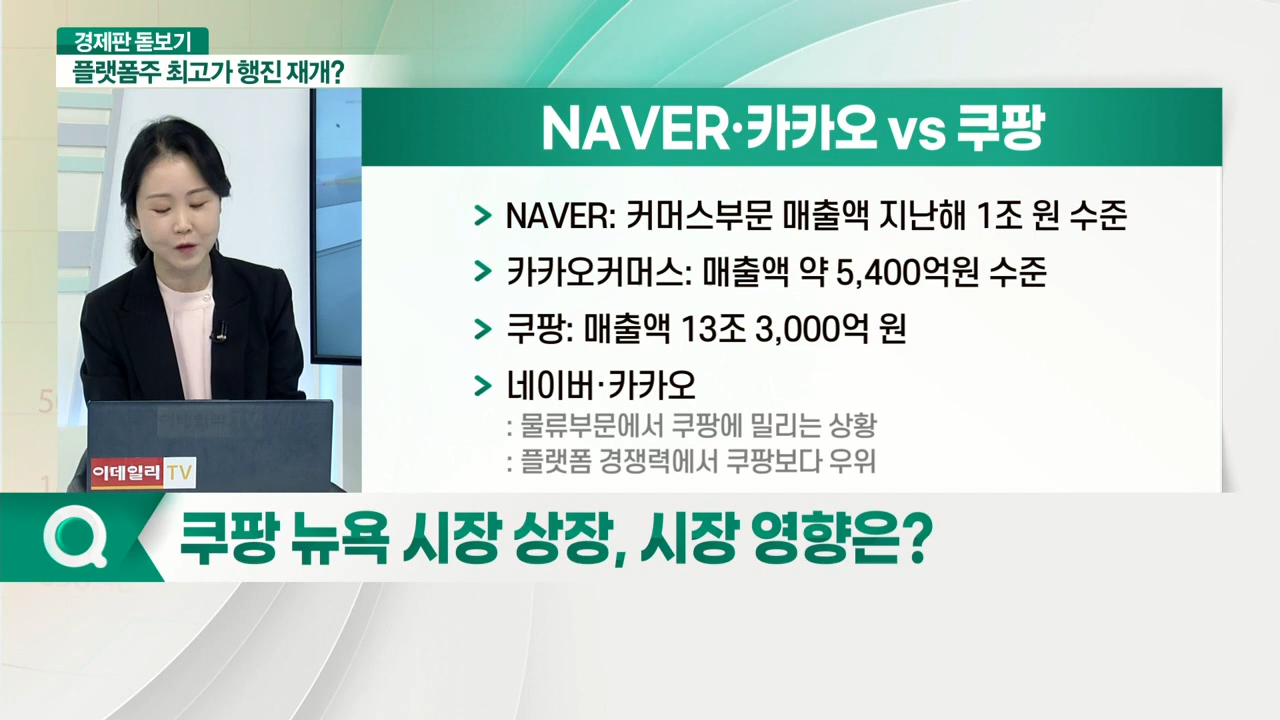 경제판 돋보기
플랫폼주 최고가 행진 재개?
NAVER·카카오 vs 쿠팡
> NAVER: 커머스부문 매출액 지난해 1조 원 수준
> 카카오커머스: 매출액 약 5,400억원 수준
> 쿠팡: 매출액 13조 3,000억 원
> 네이버·카카오
: 물류부문에서 쿠팡에 밀리는 상황
: 플랫폼 경쟁력에서 쿠팡보다 우위
이데일리 TV
Q 쿠팡 뉴욕 시장 상장, 시장 영향은?